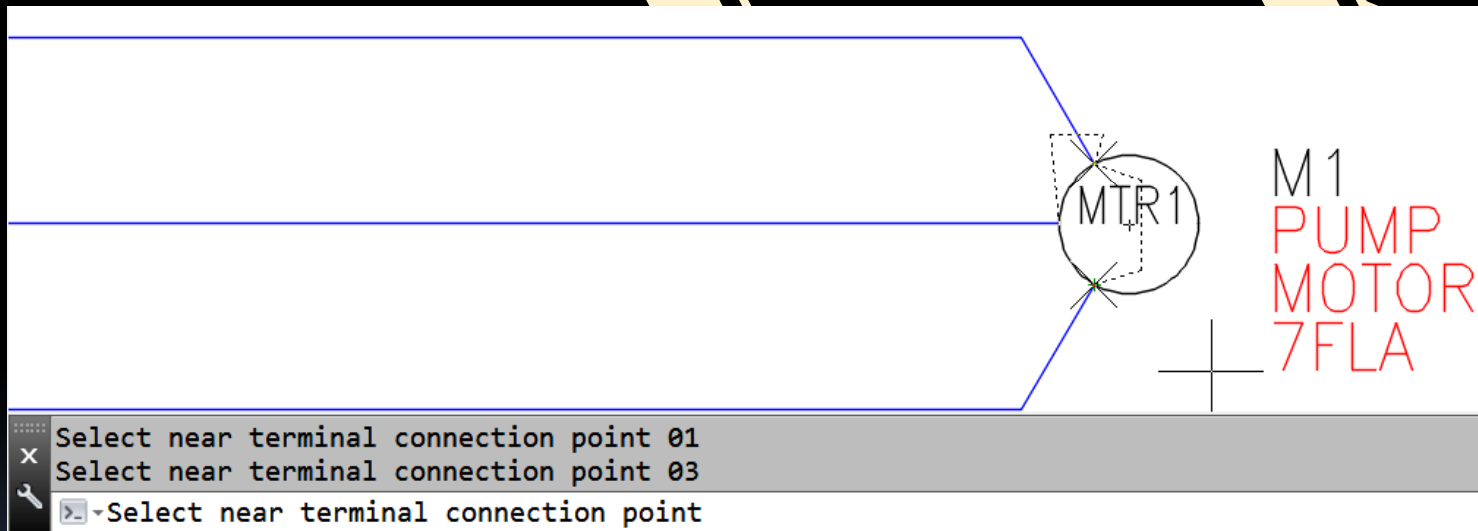 MTR1
M1
PUMP
MOTOR
7FLA
Select near terminal connection point 01
Select near terminal connection point 03
Select near terminal connection point